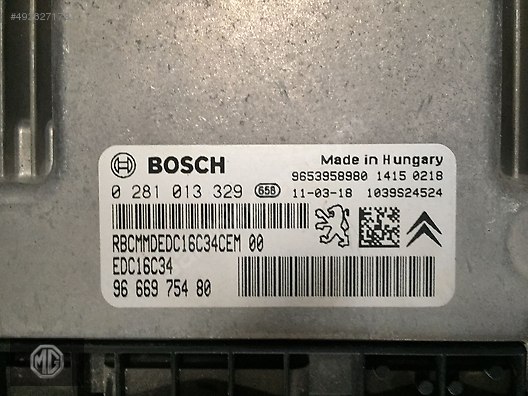 BOSCH
Made in Hungary
9653958980 1415 0218
0 281 013 329 658 11-03-18 1039S24524
RBCMMDEDC16C34CEM 00
EDC16C34
96 669 754 80
MG